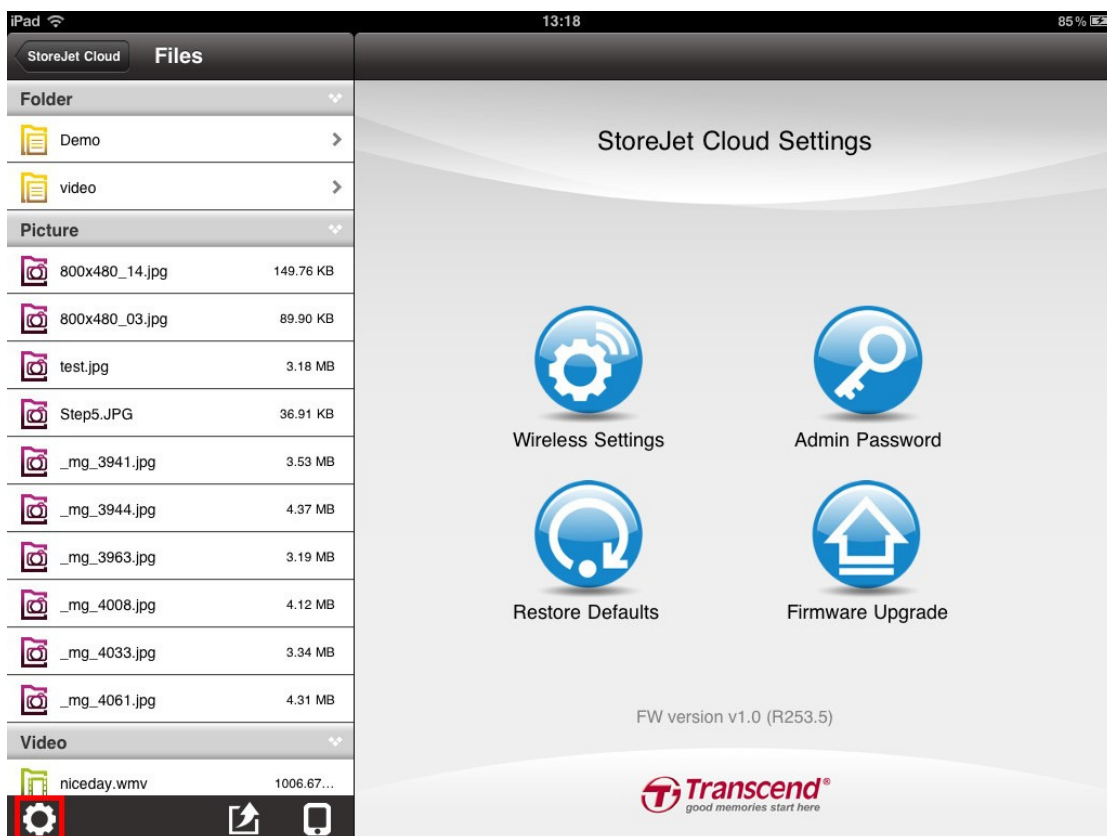 iPad 13:18 85%
StoreJet Cloud Files
Folder
Demo
video
Picture
800x480_14.jpg 149.76 KB
800x480_03.jpg 89.90 KB
test.jpg 3.18 MB
Step5.JPG 36.91 KB
_mg_3941.jpg 3.53 MB
_mg_3944.jpg 4.37 MB
_mg_3963.jpg 3.19 MB
_mg_4008.jpg 4.12 MB
_mg_4033.jpg 3.34 MB
_mg_4061.jpg 4.31 MB
Video
niceday.wmv 1006.67...
StoreJet Cloud Settings
Wireless Settings Admin Password
Restore Defaults Firmware Upgrade
FW version v1.0 (R253.5)
Transcend®
good memories start here